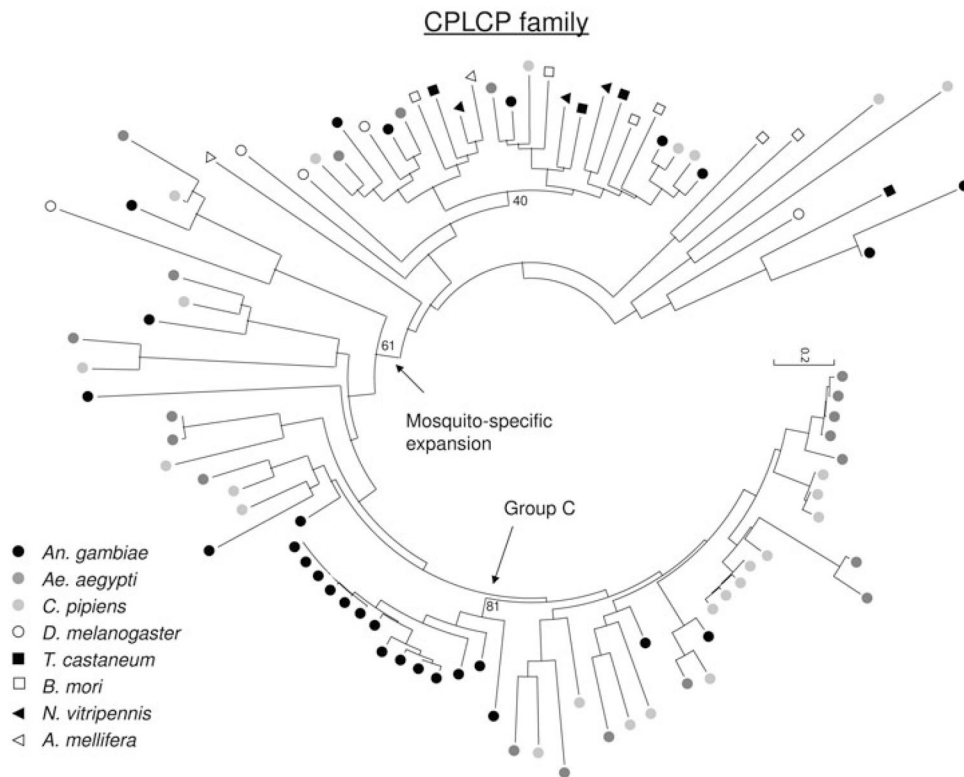 CPLCP family
40
61
0.2
Mosquito-specific
expansion
Group C
81
An. gambiae
Ae. aegypti
C. pipiens
D. melanogaster
T. castaneum
B. mori
N. vitripennis
A. mellifera